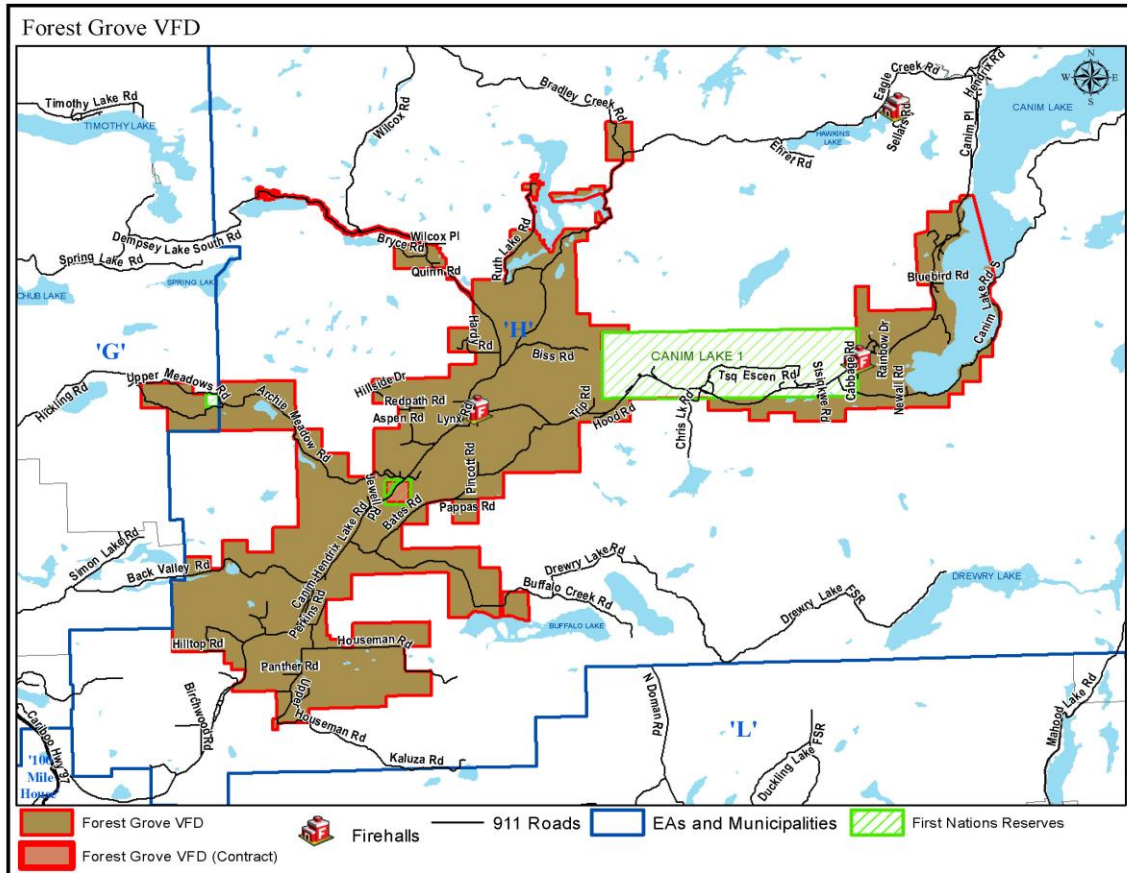 Forest Grove VFD
Timothy Lake Rd
TIMOTHY LAKE
Wilcox Rd
Bradley Creek Rd
Eagle Creek Rd
Hendrix Rd
N
W E
S
CANIM LAKE
HAWKINS
LAKE
Sellars Rd
Canim Pl
Ehret Rd
Dempsey Lake South Rd
Spring Lake Rd
SPRING LAKE
CHUB LAKE
Wilcox Pl
Bryce Rd
Quinn Rd
Ruth Lake Rd
Bluebird Rd
Canim Lake Rd S
'H'
'G'
Hardy
Rd
Biss Rd
CANIM LAKE 1
Tsq Escen Rd
Stsiqkwe Rd
Cabbage Rd
Rainbow Dr
Newall Rd
Hickling Rd
Upper Meadows Rd
Archie Meadow Rd
Hillside Dr
Redpath Rd
Aspen Rd
Lynx Rd
Trip Rd
Hood Rd
Chris Lk Rd
Pincott Rd
Jewell Rd
Bates Rd
Pappas Rd
Canim-Hendrix Lake Rd
Simon Lake Rd
Back Valley Rd
Perkins Rd
Drewry Lake Rd
Buffalo Creek Rd
BUFFALO LAKE
Drewry Lake FSR
DREWRY LAKE
Hilltop Rd
Houseman Rd
Panther Rd
Upper
Houseman Rd
Birchwood Rd
Kaluza Rd
Cariboo Hwy 97
'100
Mile
House'
N Doman Rd
'L'
Duckling Lake FSR
Mahood Lake Rd
Forest Grove VFD
Firehalls
911 Roads
EAs and Municipalities
First Nations Reserves
Forest Grove VFD (Contract)